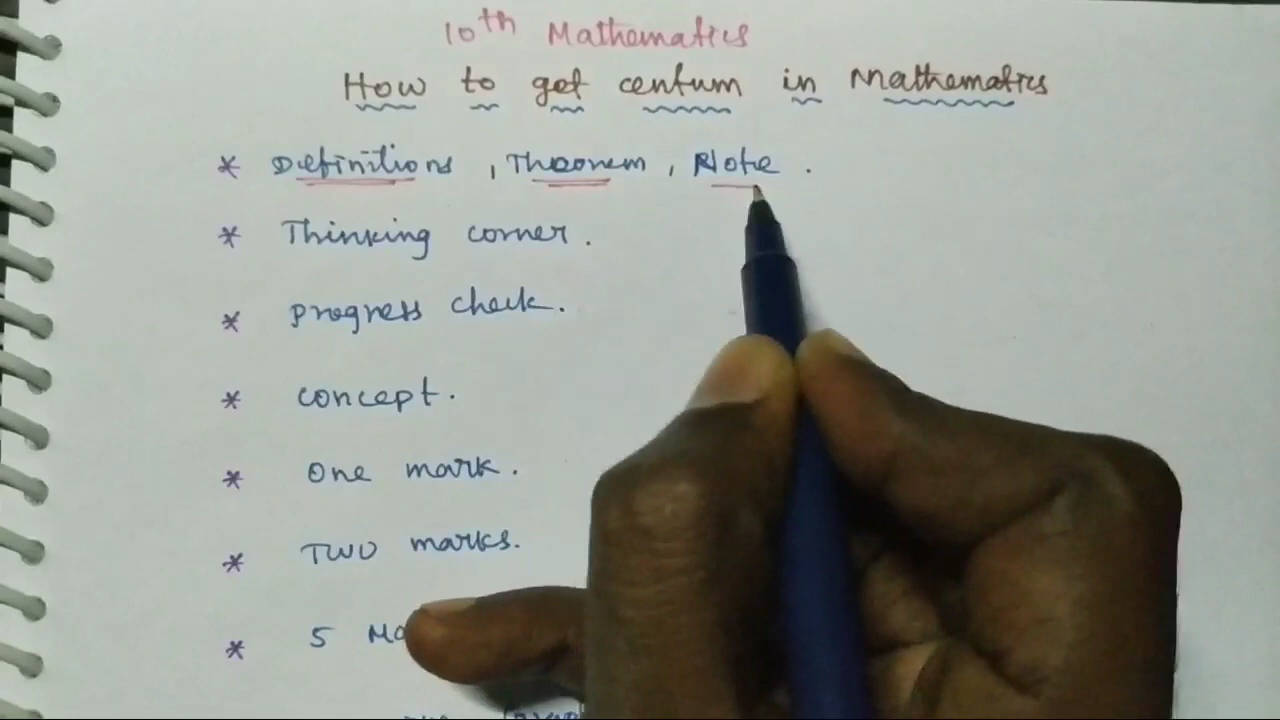 10th Mathematics
How to get centum in Mathematics
* Definitions , Theorem , Note .
* Thinking corner .
* progress check .
* concept .
* One mark .
* Two marks .
* 5 Ma